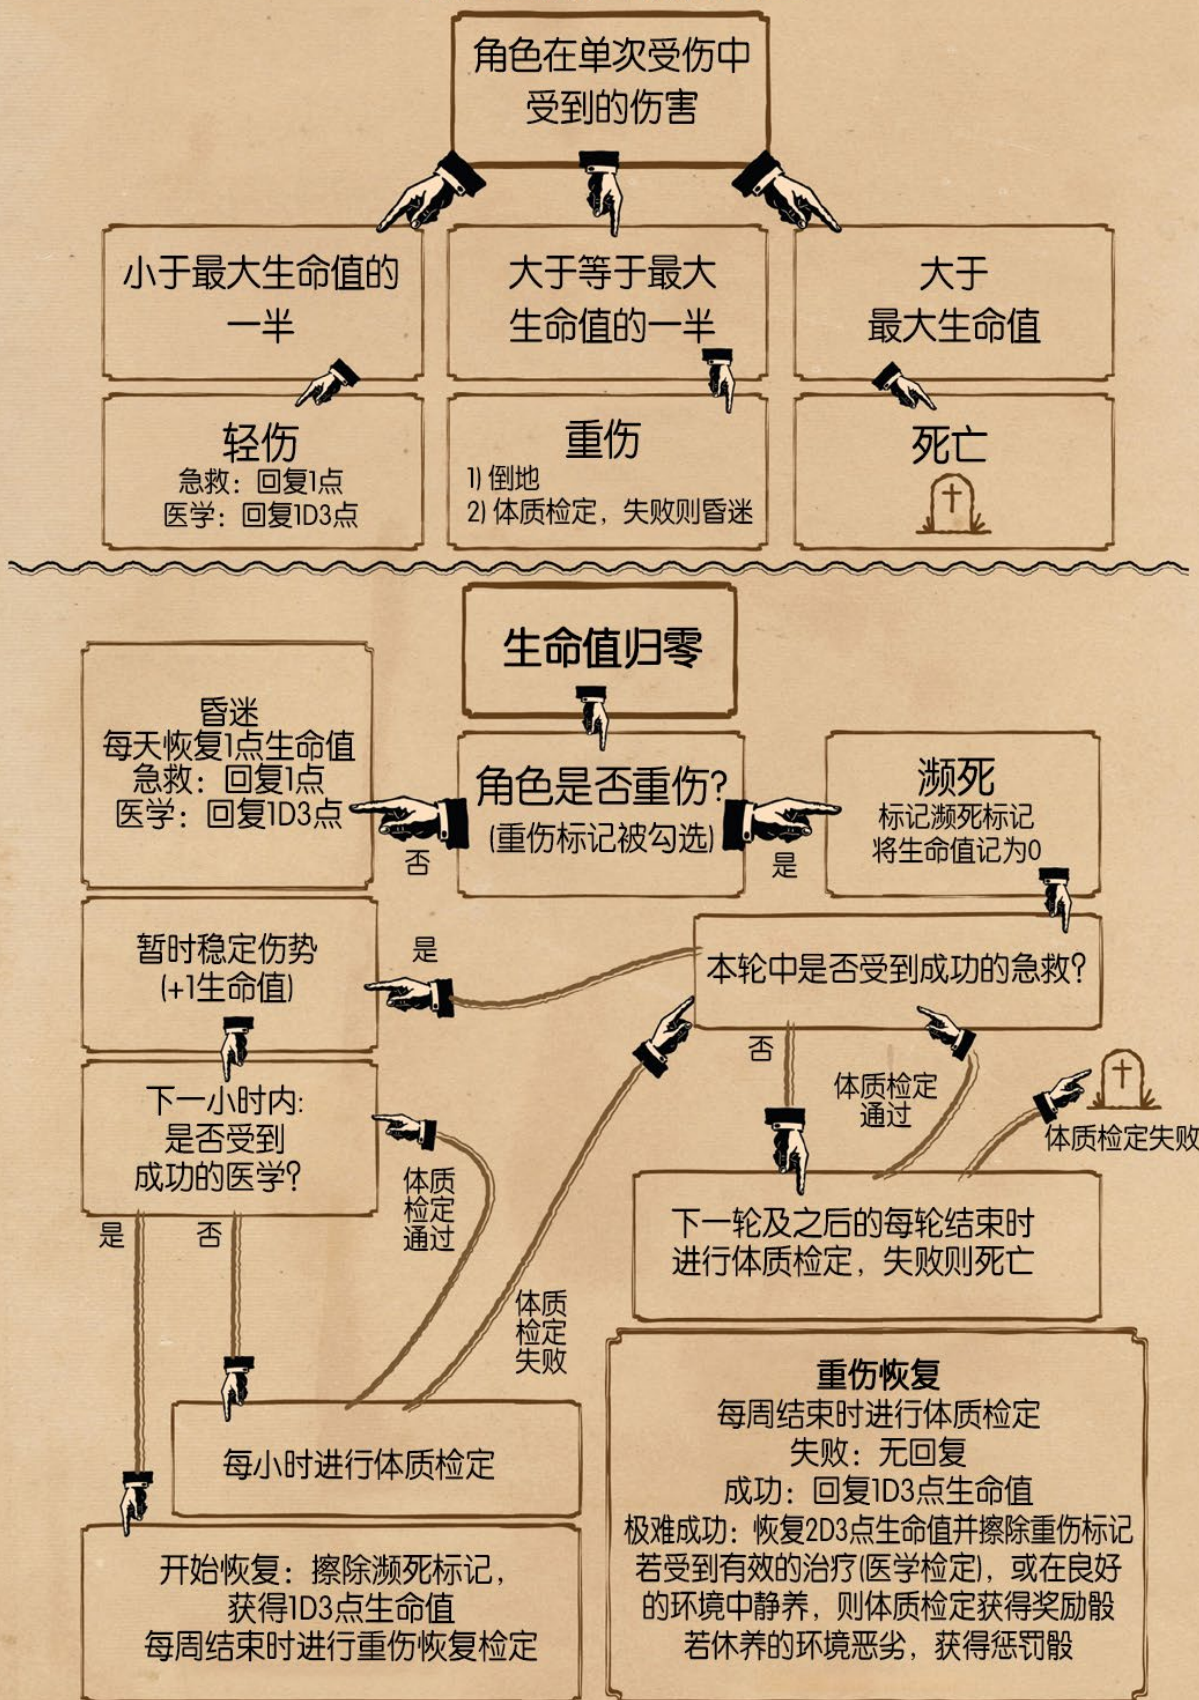 角色在单次受伤中
受到的伤害
小于最大生命值的
一半
大于等于最大
生命值的一半
大于
最大生命值
轻伤
急救：回复1点
医学：回复1D3点
重伤
1) 倒地
2) 体质检定，失败则昏迷
死亡
生命值归零
昏迷
每天恢复1点生命值
急救：回复1点
医学：回复1D3点
角色是否重伤?
(重伤标记被勾选)
否
是
濒死
标记濒死标记
将生命值记为0
暂时稳定伤势
(+1生命值)
是
本轮中是否受到成功的急救?
否
体质检定
通过
体质检定失败
下一小时内:
是否受到
成功的医学?
是
否
体质
检定
通过
体质
检定
失败
下一轮及之后的每轮结束时
进行体质检定，失败则死亡
每小时进行体质检定
开始恢复：擦除濒死标记，
获得1D3点生命值
每周结束时进行重伤恢复检定
重伤恢复
每周结束时进行体质检定
失败：无回复
成功：回复1D3点生命值
极难成功：恢复2D3点生命值并擦除重伤标记
若受到有效的治疗(医学检定)，或在良好
的环境中静养，则体质检定获得奖励骰
若休养的环境恶劣，获得惩罚骰